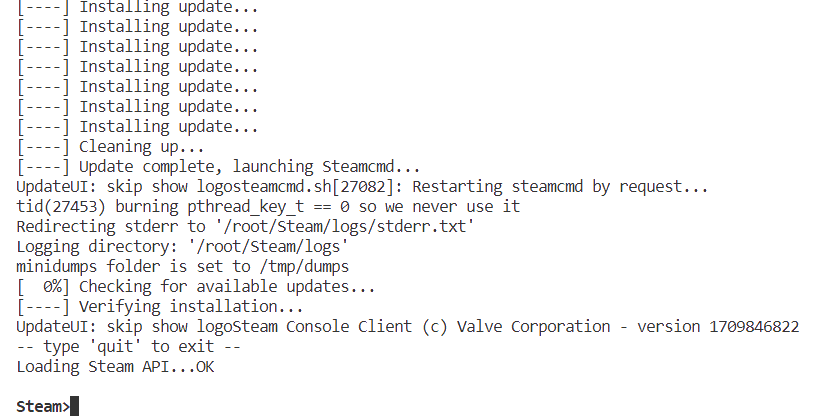 [----] Installing update...
[----] Installing update...
[----] Installing update...
[----] Installing update...
[----] Installing update...
[----] Installing update...
[----] Installing update...
[----] Cleaning up...
[----] Update complete, launching Steamcmd...
UpdateUI: skip show logosteamcmd.sh[27082]: Restarting steamcmd by request...
tid(27453) burning pthread_key_t == 0 so we never use it
Redirecting stderr to '/root/Steam/logs/stderr.txt'
Logging directory: '/root/Steam/logs'
minidumps folder is set to /tmp/dumps
[  0%] Checking for available updates...
[----] Verifying installation...
UpdateUI: skip show logoSteam Console Client (c) Valve Corporation - version 1709846822
-- type 'quit' to exit --
Loading Steam API...OK
Steam>